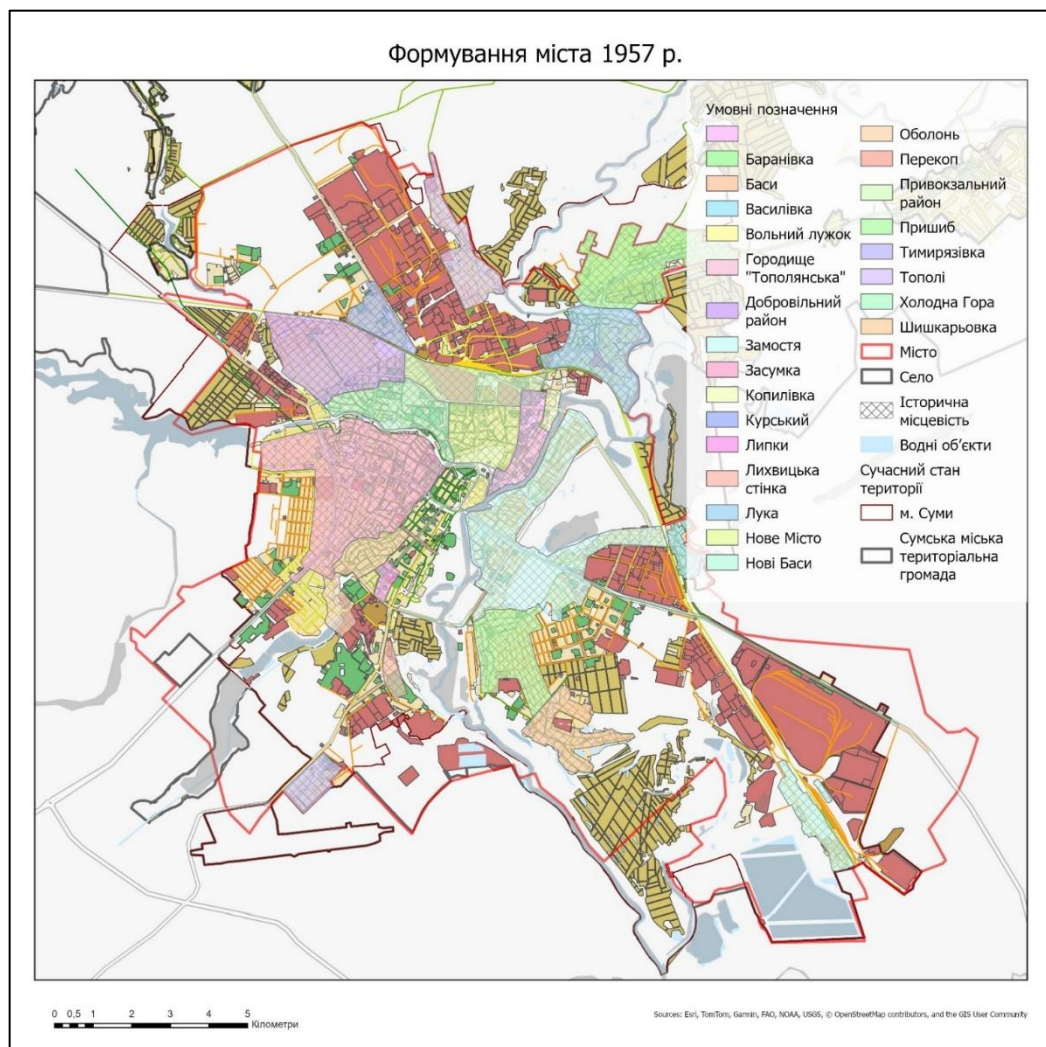 Формування міста 1957 р.
Умовні позначення
Баранівка
Баси
Василівка
Вольний лужок
Городище
"Тополянська"
Добровільний
район
Замостя
Засумка
Копилівка
Курський
Липки
Лихвицька
стінка
Лука
Нове Місто
Нові Баси
Оболонь
Перекоп
Привокзальний
район
Пришиб
Тимирязівка
Тополі
Холодна Гора
Шишкарьовка
Місто
Село
Історична
місцевість
Водні об'єкти
Сучасний стан
території
м. Суми
Сумська міська
територіальна
громада
0 0,5 1 2 3 4 5
Кілометри
Sources: Esri, TomTom, Garmin, FAO, NOAA, USGS, © OpenStreetMap contributors, and the GIS User Community